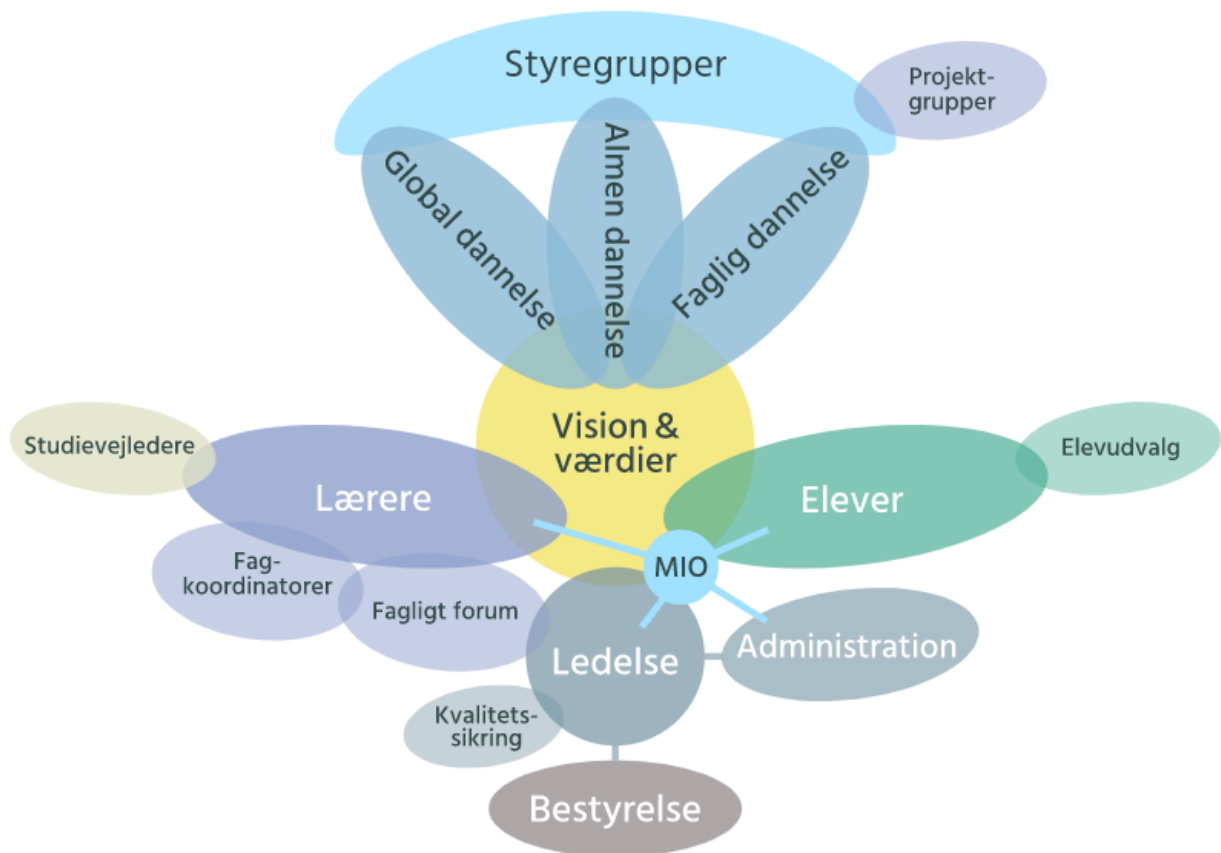 Styregrupper
Projekt-
grupper
Global dannelse
Almen dannelse
Faglig dannelse
Vision &
værdier
Studievejledere
Lærere
Elever
Elevudvalg
Fag-
koordinatorer
Fagligt forum
MIO
Ledelse
Administration
Kvalitets-
sikring
Bestyrelse